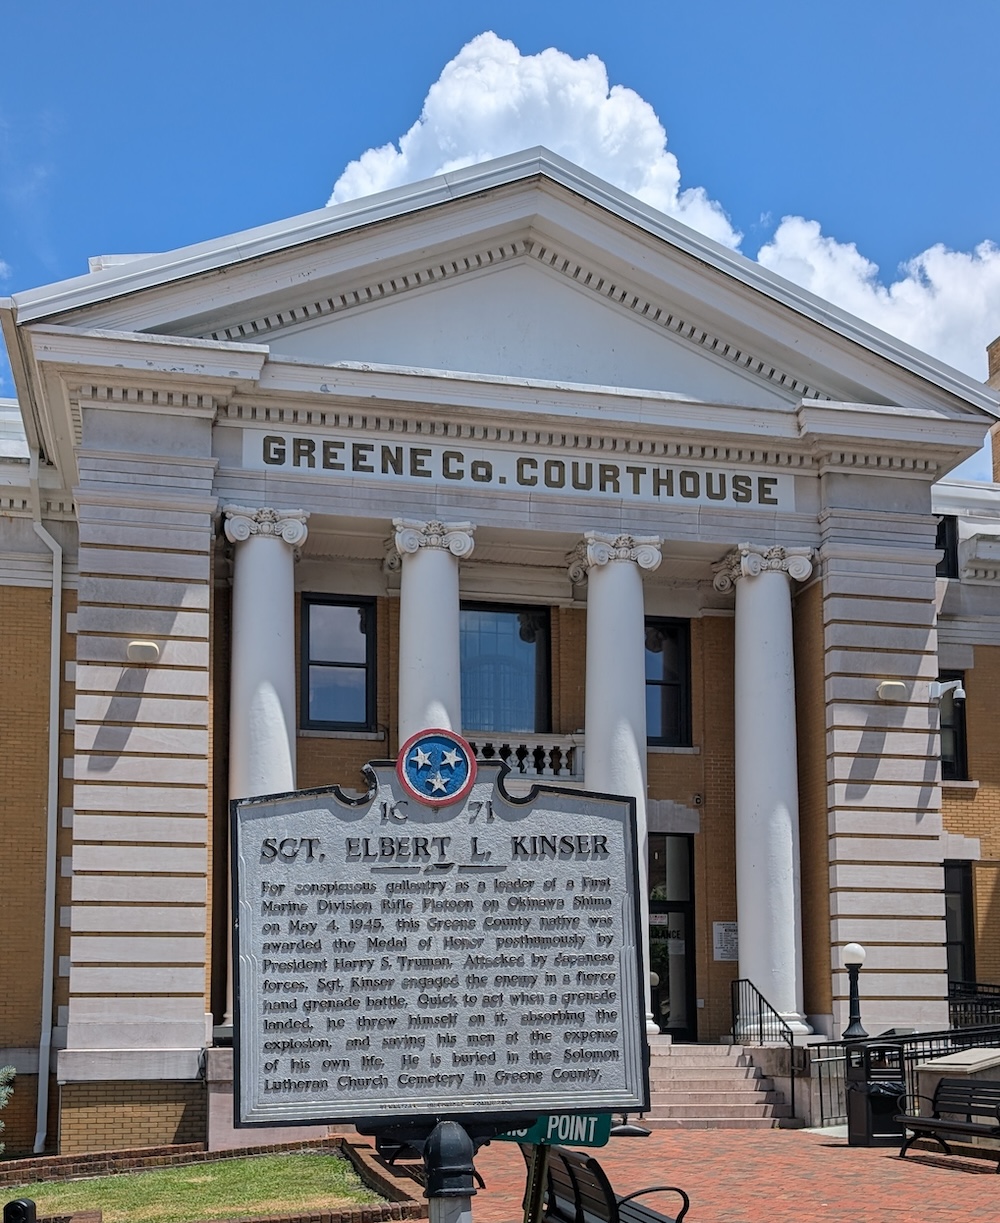 GREENE Co. COURTHOUSE
1C 71
SGT. ELBERT L. KINSER
For conspicuous gallantry as a leader of a First
Marine Division Rifle Platoon on Okinawa Shima
on May 4, 1945, this Greene County native was
awarded the Medal of Honor posthumously by
President Harry S. Truman. Attacked by Japanese
forces, Sgt. Kinser engaged the enemy in a fierce
hand grenade battle. Quick to act when a grenade
landed, he threw himself on it, absorbing the
explosion, and saving his men at the expense
of his own life. He is buried in the Solomon
Lutheran Church Cemetery in Greene County.
POINT